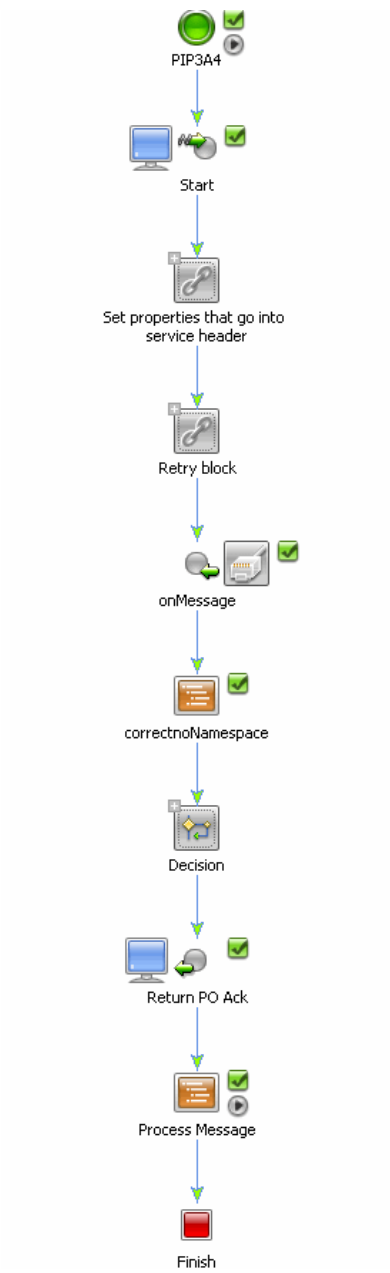 PIP3A4
Start
Set properties that go into
service header
Retry block
onMessage
correctnoNamespace
Decision
Return PO Ack
Process Message
Finish